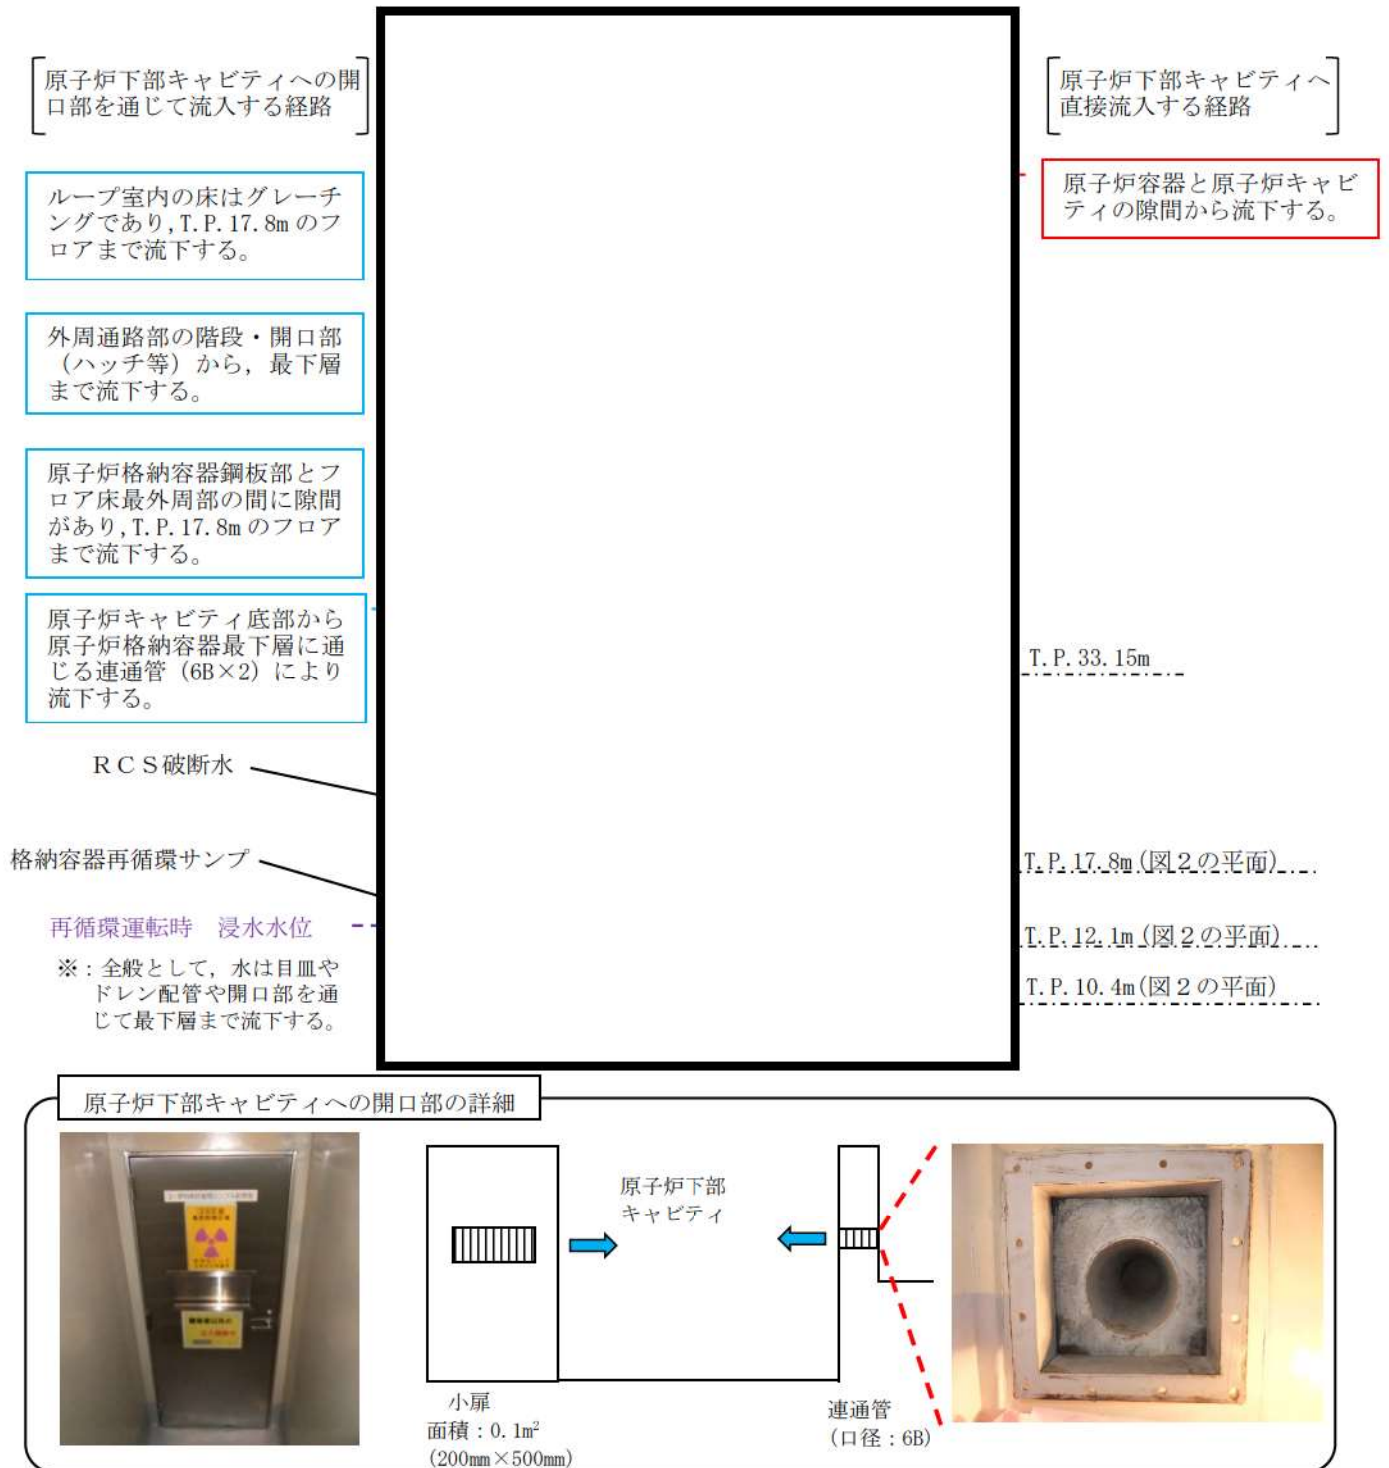 原子炉下部キャビティへの開
口部を通じて流入する経路
ループ室内の床はグレーチ
ングであり,T.P.17.8mのフ
ロアまで流下する。
外周通路部の階段・開口部
(ハッチ等)から,最下層
まで流下する。
原子炉格納容器鋼板部とフ
ロア床最外周部の間に隙間
があり,T.P.17.8mのフロア
まで流下する。
原子炉キャビティ底部から
原子炉格納容器最下層に通
じる連通管(6B×2)により
流下する。
RCS破断水
格納容器再循環サンプ
再循環運転時 浸水水位
※:全般として,水は目皿や
ドレン配管や開口部を通
じて最下層まで流下する。
原子炉下部キャビティへ
直接流入する経路
原子炉容器と原子炉キャビ
ティの隙間から流下する。
T.P.33.15m
T.P.17.8m(図2の平面)
T.P.12.1m(図2の平面)
T.P.10.4m(図2の平面)
原子炉下部キャビティへの開口部の詳細
原子炉下部
キャビティ
小扉
面積:0.1m²
(200mm×500mm)
連通管
(口径:6B)